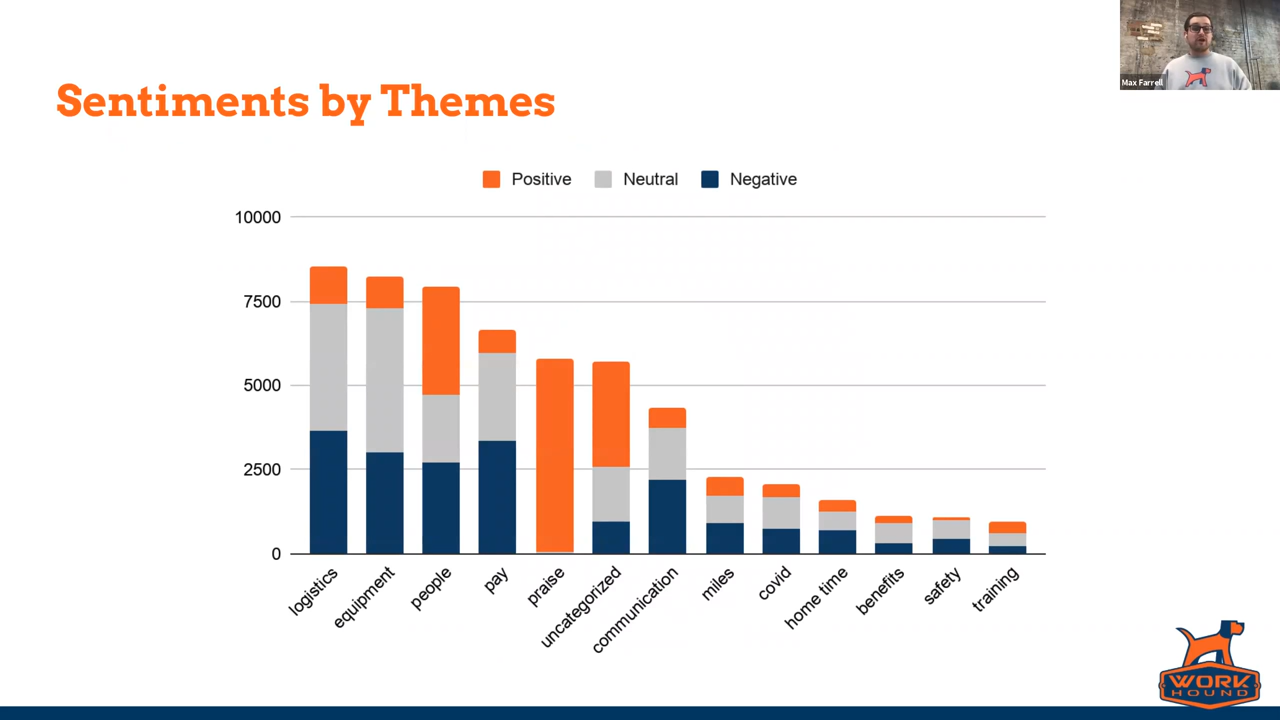 Max Farrell
Sentiments by Themes
Positive Neutral Negative
10000
7500
5000
2500
0
logistics
equipment
people
pay
praise
uncategorized
communication
miles
covid
home time
benefits
safety
training
WORK
HOUND